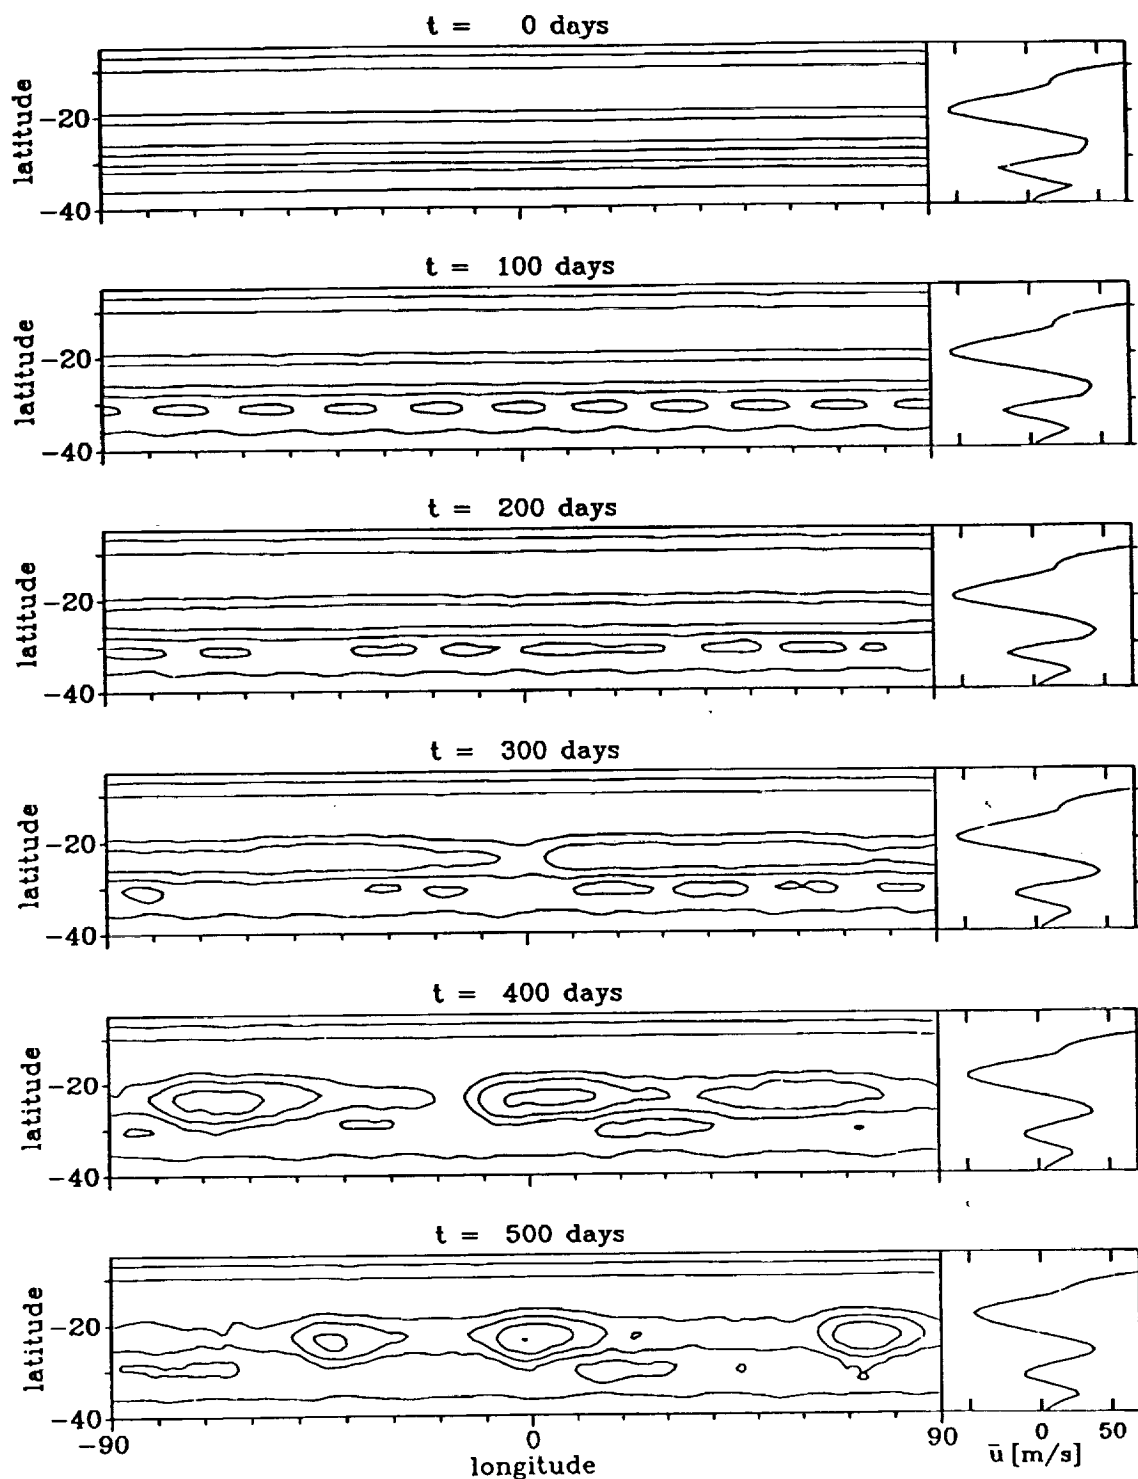 t = 0 days
latitude
-20
-40
t = 100 days
latitude
-20
-40
t = 200 days
latitude
-20
-40
t = 300 days
latitude
-20
-40
t = 400 days
latitude
-20
-40
t = 500 days
latitude
-20
-40
-90 0 90 0 50
longitude ū [m/s]